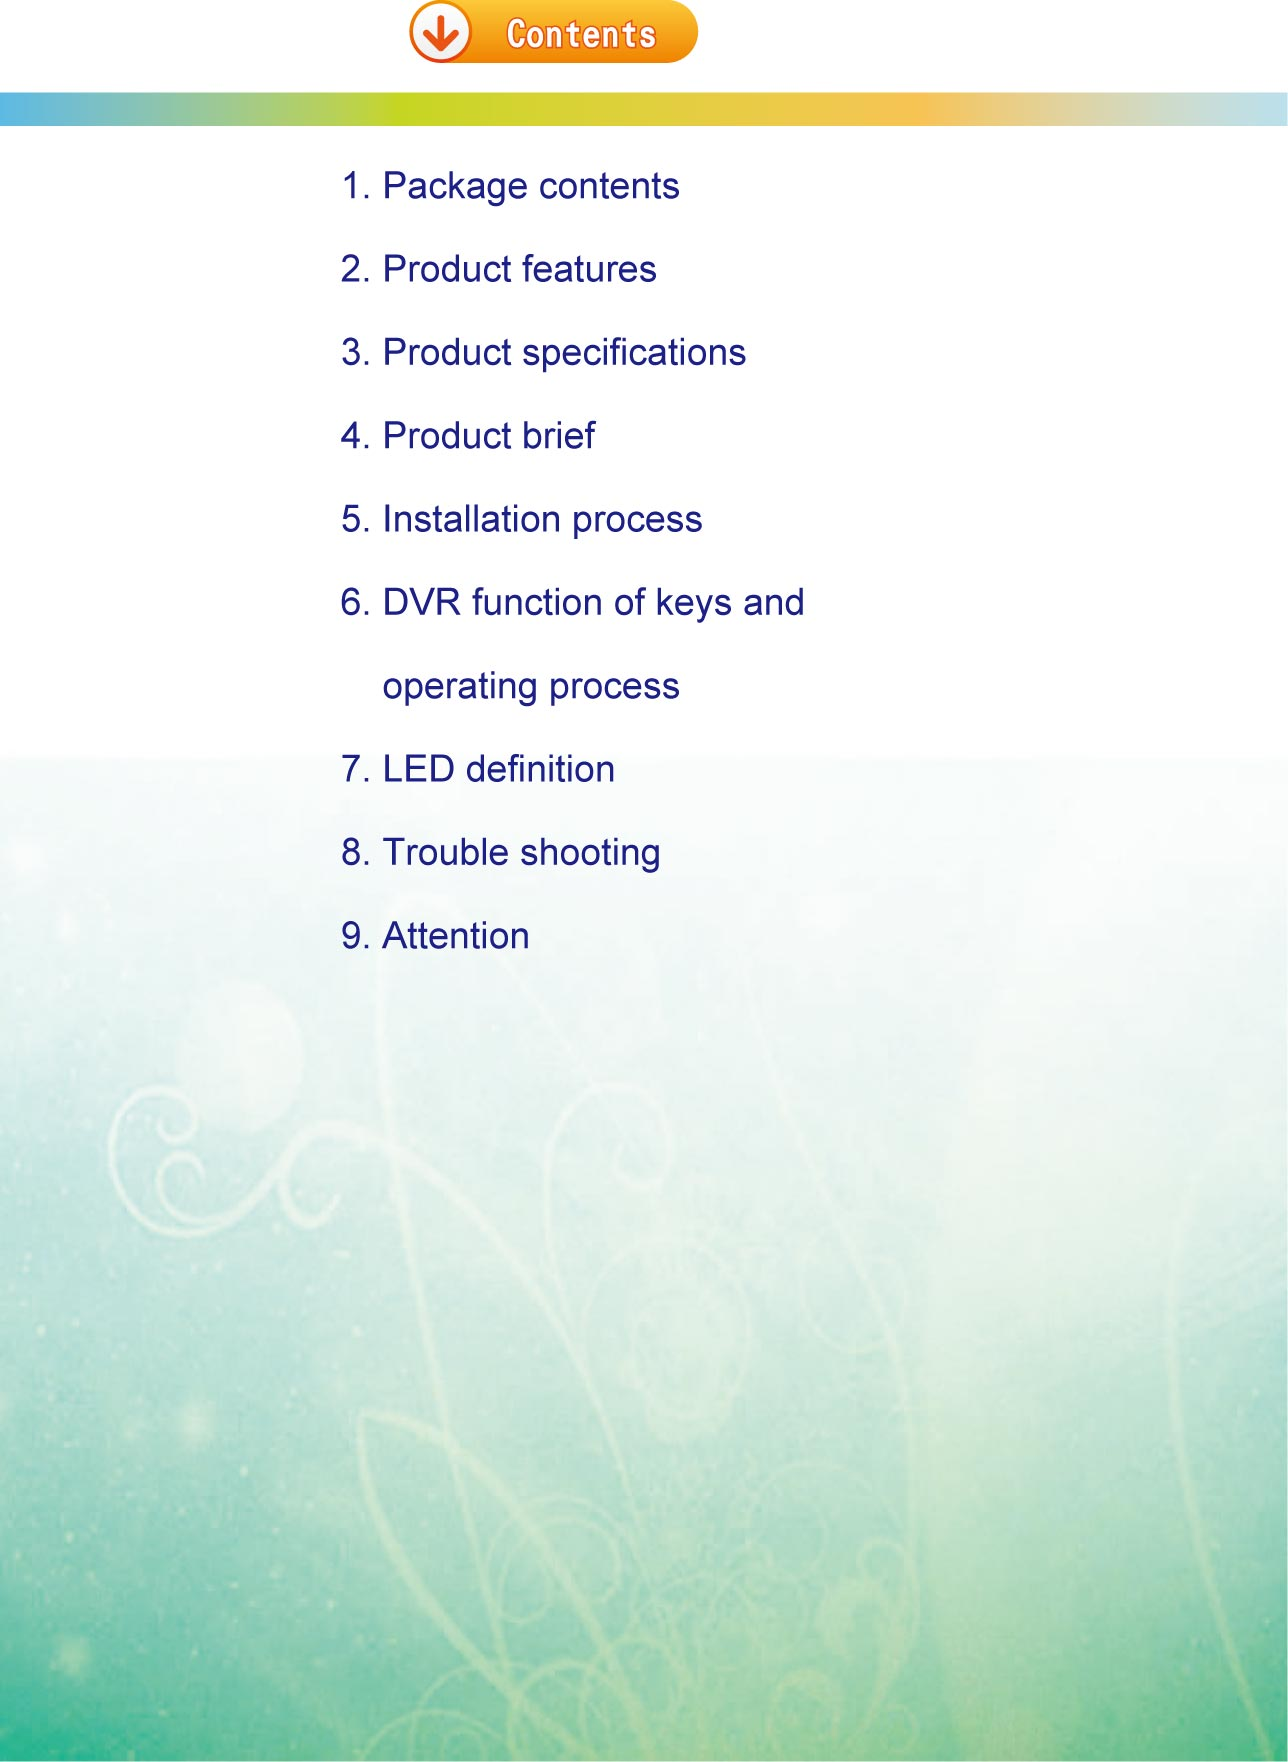 Contents
1. Package contents
2. Product features
3. Product specifications
4. Product brief
5. Installation process
6. DVR function of keys and
operating process
7. LED definition
8. Trouble shooting
9. Attention